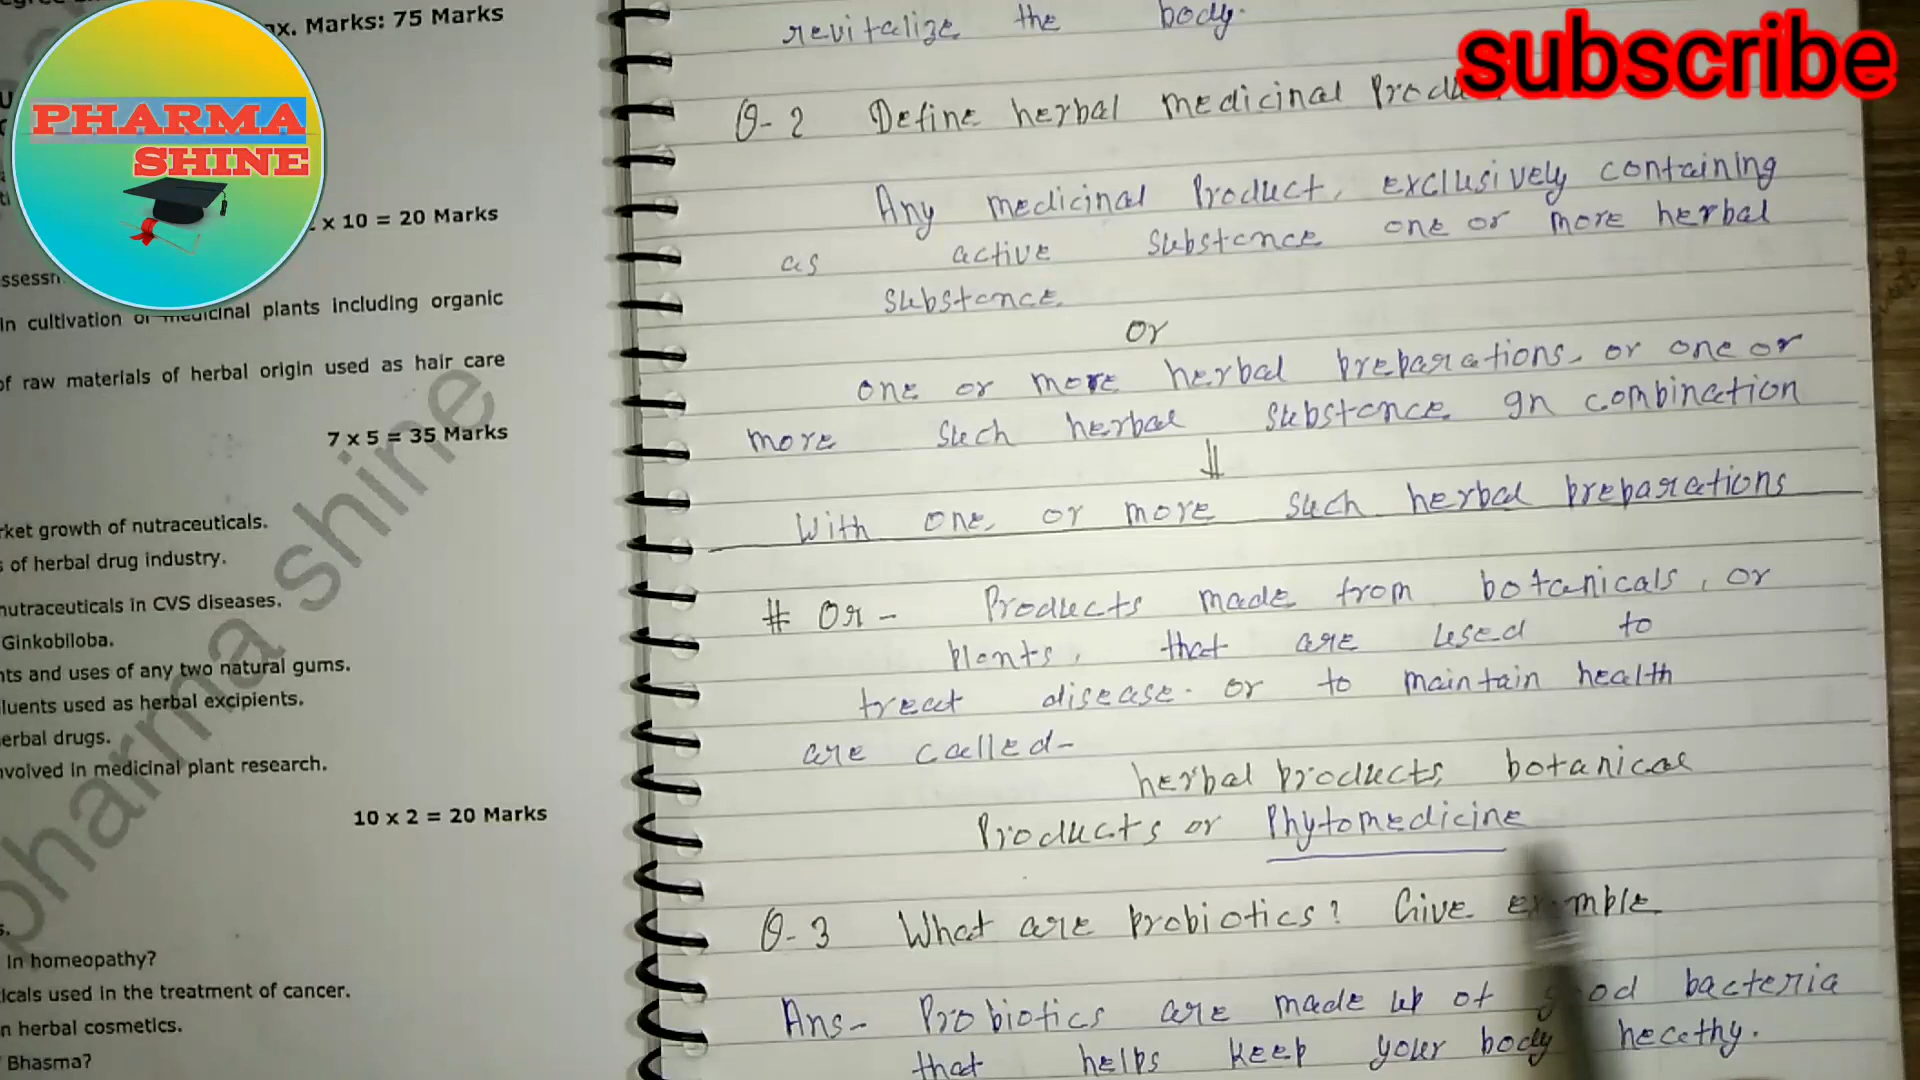 ax. Marks: 75 Marks
PHARMA
SHINE
x 10 = 20 Marks
In cultivation of medicinal plants including organic
of raw materials of herbal origin used as hair care
7 x 5 = 35 Marks
rket growth of nutraceuticals.
s of herbal drug industry.
nutraceuticals in CVS diseases.
Ginkobiloba.
nts and uses of any two natural gums.
luents used as herbal excipients.
erbal drugs.
nvolved in medicinal plant research.
10 x 2 = 20 Marks
In homeopathy?
icals used in the treatment of cancer.
n herbal cosmetics.
Bhasma?
pharma shine
subscribe
revitalize the body.
Q-2 Define herbal medicinal Produ
Any medicinal Product, exclusively containing
as active substance one or more herbal
substance.
or
one or more herbal preparations. or one or
more such herbal substance In combination
With one, or more such herbal preparations
# Or - Products made from botanicals, or
plants, that are used to
treat disease. or to maintain health
are called-
herbal products, botanical
Products or Phytomedicine
Q-3 What are probiotics? Give example
Ans- Probiotics are made up of good bacteria
that helps keep your body healthy.